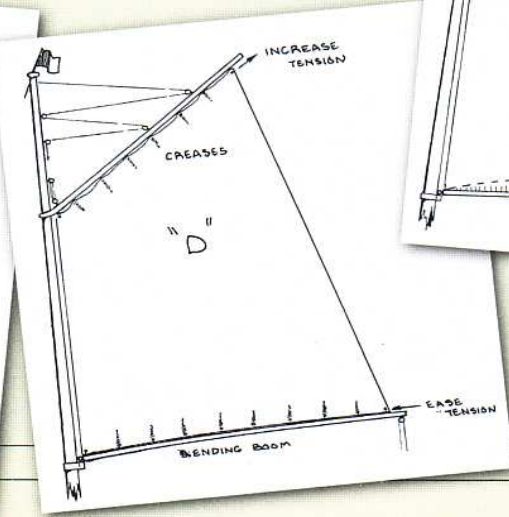 INCREASE
TENSION
CREASES
"D"
EASE
TENSION
BENDING BOOM